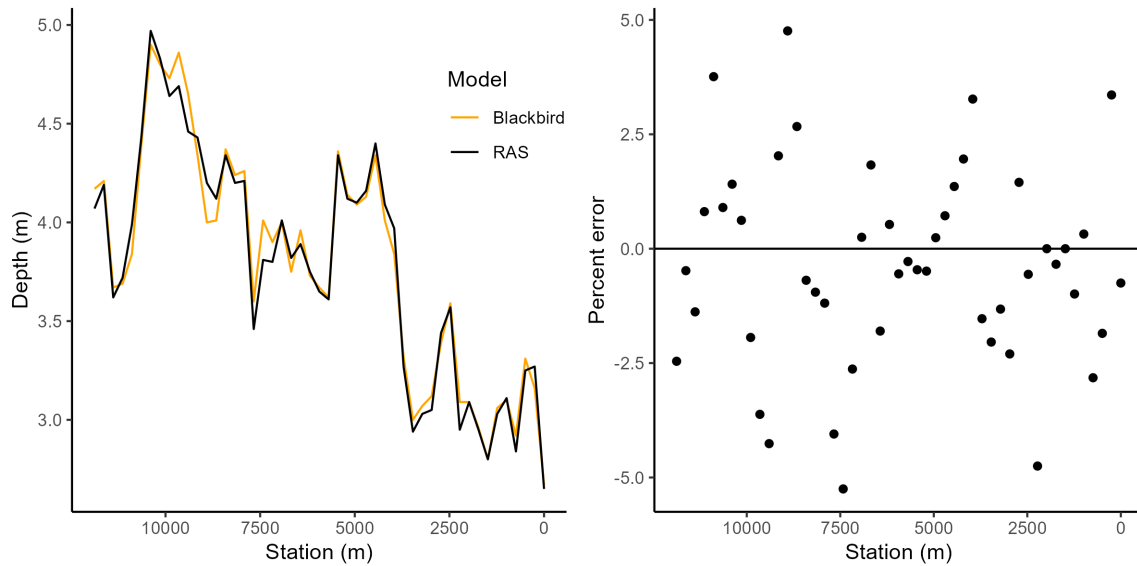 5.0
4.5
4.0
3.5
3.0
Depth (m)
10000 7500 5000 2500 0
Station (m)
Model
Blackbird
RAS
5.0
2.5
0.0
-2.5
-5.0
Percent error
10000 7500 5000 2500 0
Station (m)